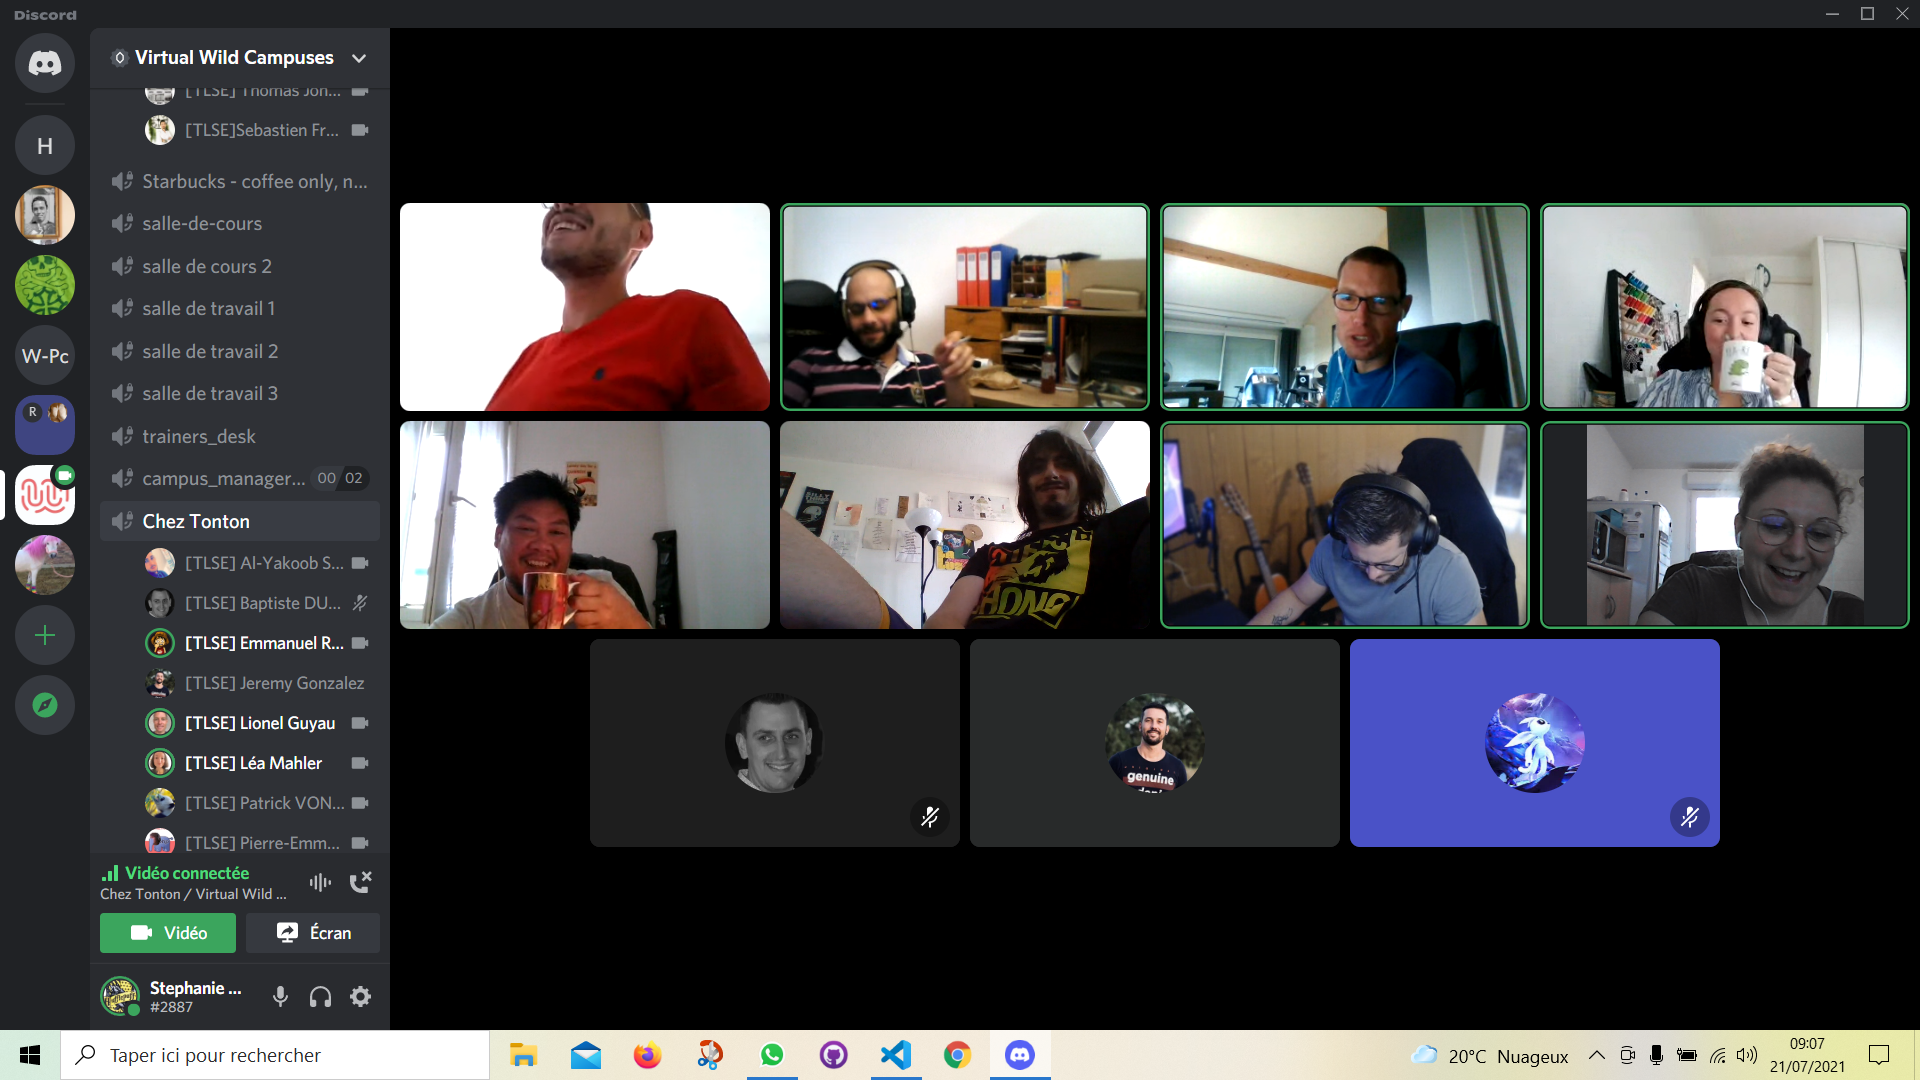 Discord
Virtual Wild Campuses
[TLSE] Thomas Jon...
[TLSE]Sebastien Fr...
Starbucks - coffee only, n...
salle-de-cours
salle de cours 2
salle de travail 1
salle de travail 2
salle de travail 3
trainers_desk
campus_manager... 00 02
Chez Tonton
[TLSE] Al-Yakoob S...
[TLSE] Baptiste DU...
[TLSE] Emmanuel R...
[TLSE] Jeremy Gonzalez
[TLSE] Lionel Guyau
[TLSE] Léa Mahler
[TLSE] Patrick VON...
[TLSE] Pierre-Emm...
Vidéo connectée
Chez Tonton / Virtual Wild ...
Vidéo
Écran
Stephanie ...
#2887
H
W-Pc
R
genuine
Taper ici pour rechercher
20°C Nuageux
09:07
21/07/2021